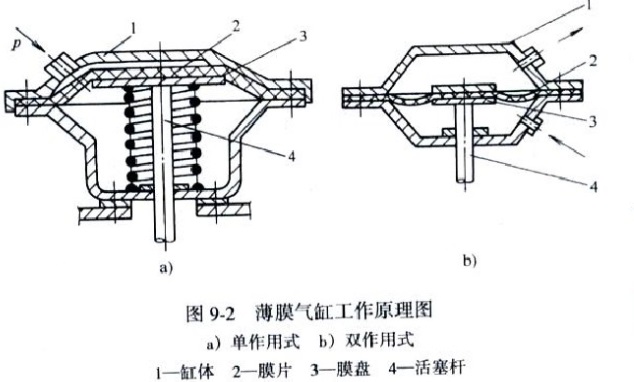 p
1
2
3
4
a)
1
2
3
4
b)
图 9-2 薄膜气缸工作原理图
a) 单作用式 b) 双作用式
1—缸体 2—膜片 3—膜盘 4—活塞杆